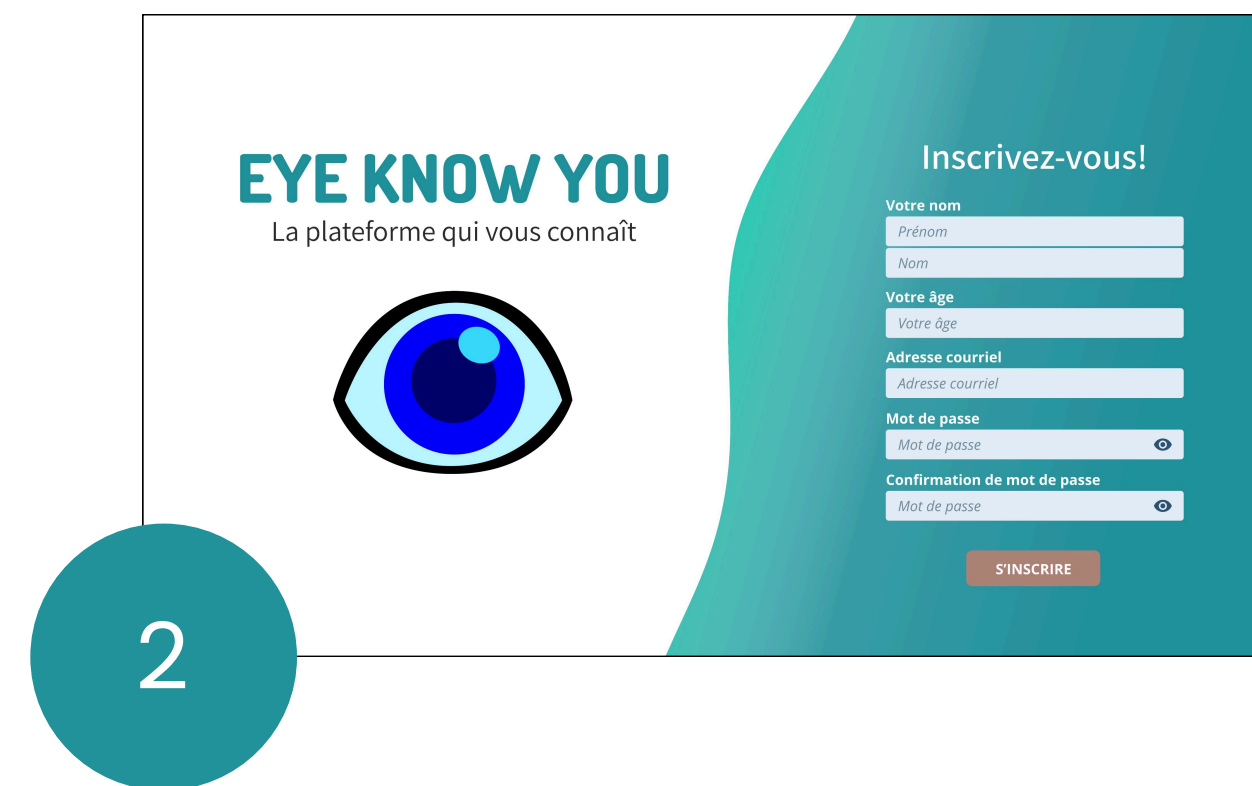 EYE KNOW YOU
La plateforme qui vous connaît
Inscrivez-vous!
Votre nom
Prénom
Nom
Votre âge
Votre âge
Adresse courriel
Adresse courriel
Mot de passe
Mot de passe
Confirmation de mot de passe
Mot de passe
S'INSCRIRE
2